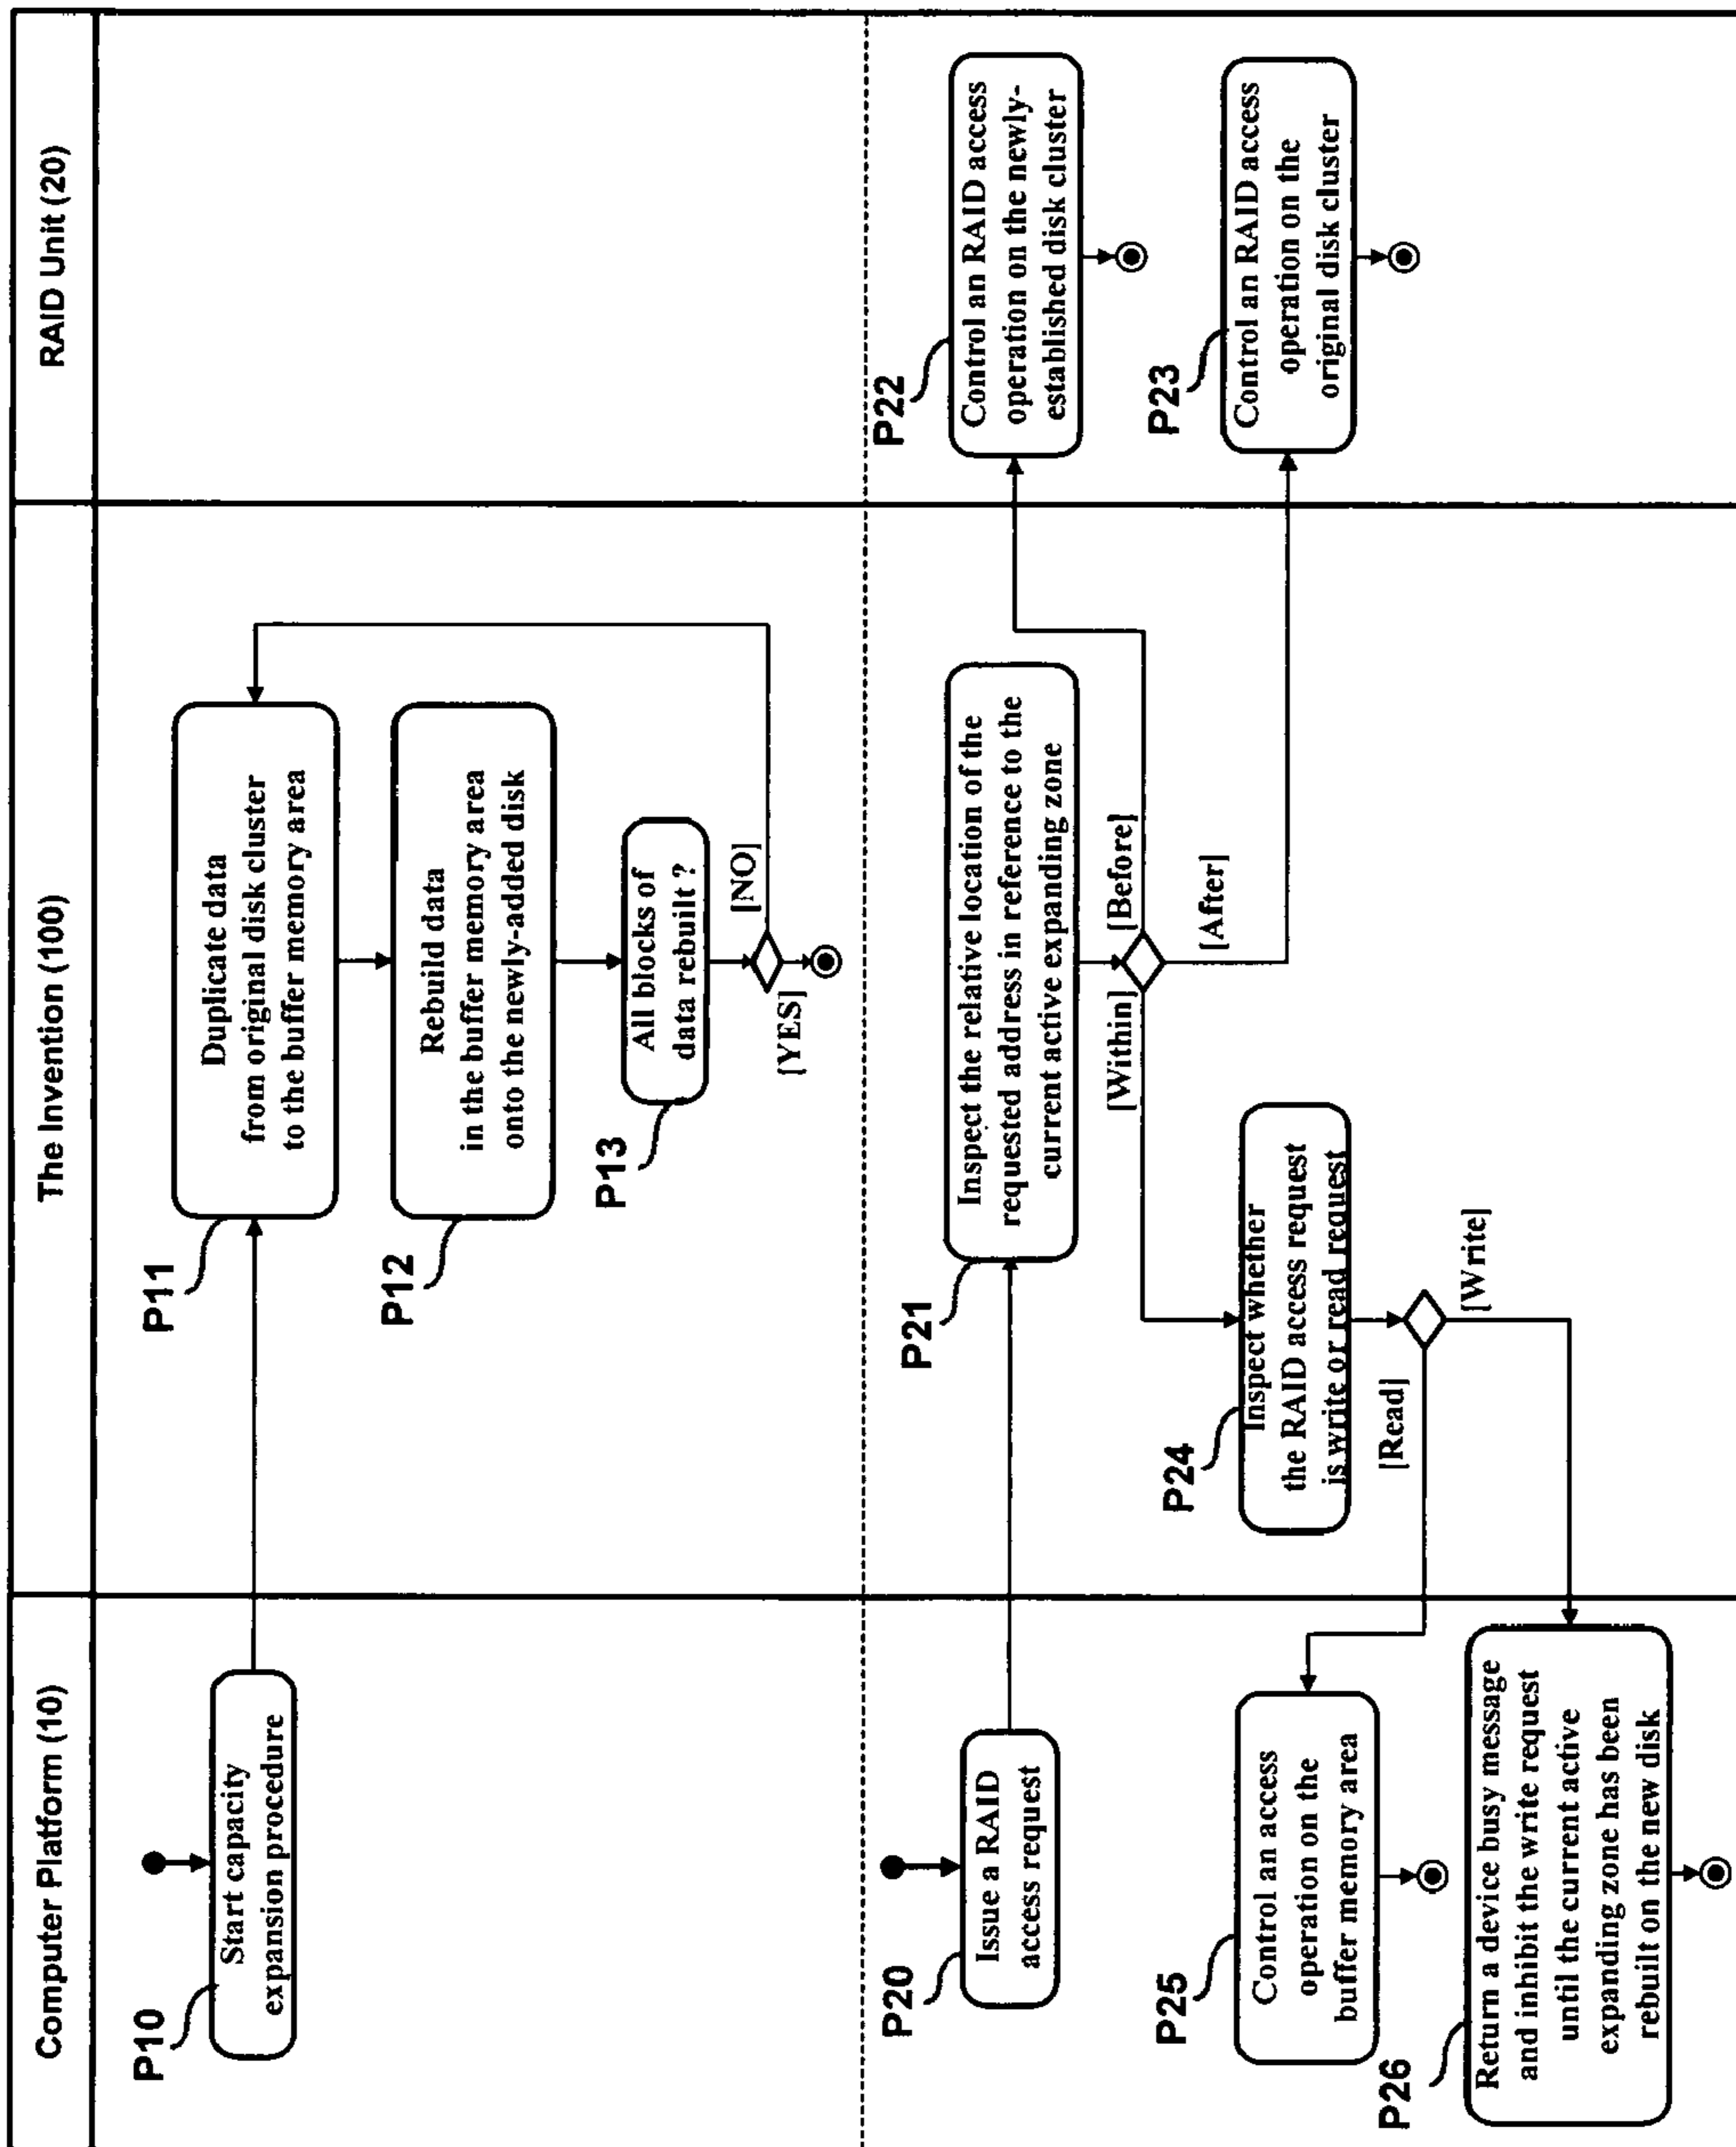 Computer Platform (10)
The Invention (100)
RAID Unit (20)
P10
Start capacity
expansion procedure
P11
Duplicate data
from original disk cluster
to the buffer memory area
P12
Rebuild data
in the buffer memory area
onto the newly-added disk
P13
All blocks of
data rebuilt ?
[NO]
[YES]
P20
Issue a RAID
access request
P21
Inspect the relative location of the
requested address in reference to the
current active expanding zone
[Within]
[Before]
[After]
P22
Control an RAID access
operation on the newly-
established disk cluster
P23
Control an RAID access
operation on the
original disk cluster
P24
Inspect whether
the RAID access request
is write or read request
[Read]
[Write]
P25
Control an access
operation on the
buffer memory area
P26
Return a device busy message
and inhibit the write request
until the current active
expanding zone has been
rebuilt on the new disk